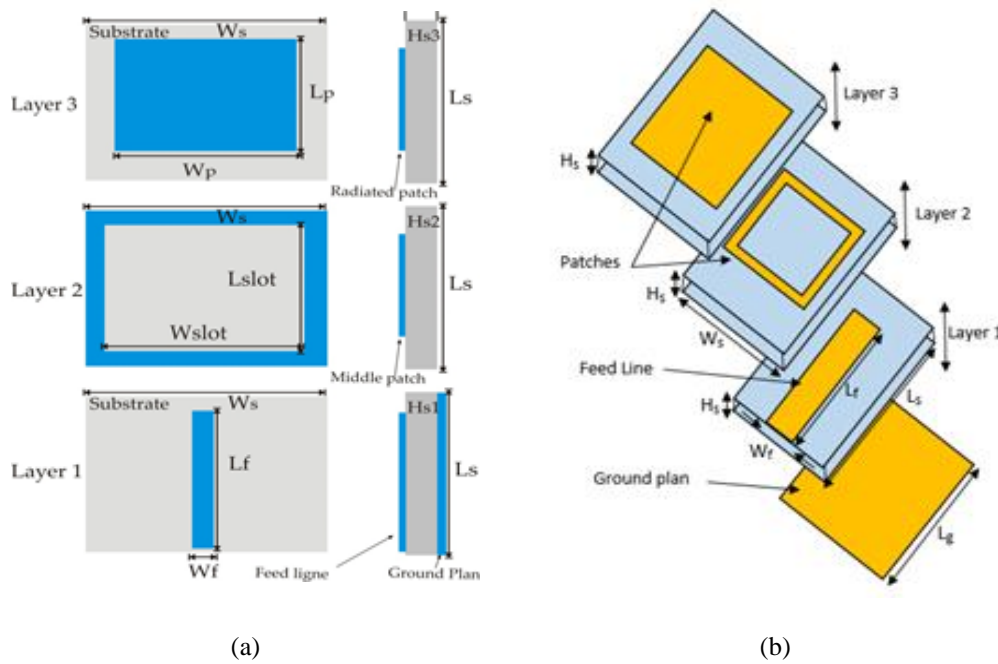 Substrate
Ws
Layer 3
Lp
Wp
Hs3
Ls
Radiated patch
Ws
Layer 2
Lslot
Wslot
Hs2
Ls
Middle patch
Substrate
Ws
Layer 1
Lf
Wf
Hs1
Ls
Feed ligne
Ground Plan
(a)
Layer 3
Hs
Layer 2
Patches
Hs
Ws
Layer 1
Feed Line
Lf
Ls
Hs
Wf
Ground plan
Lg
(b)